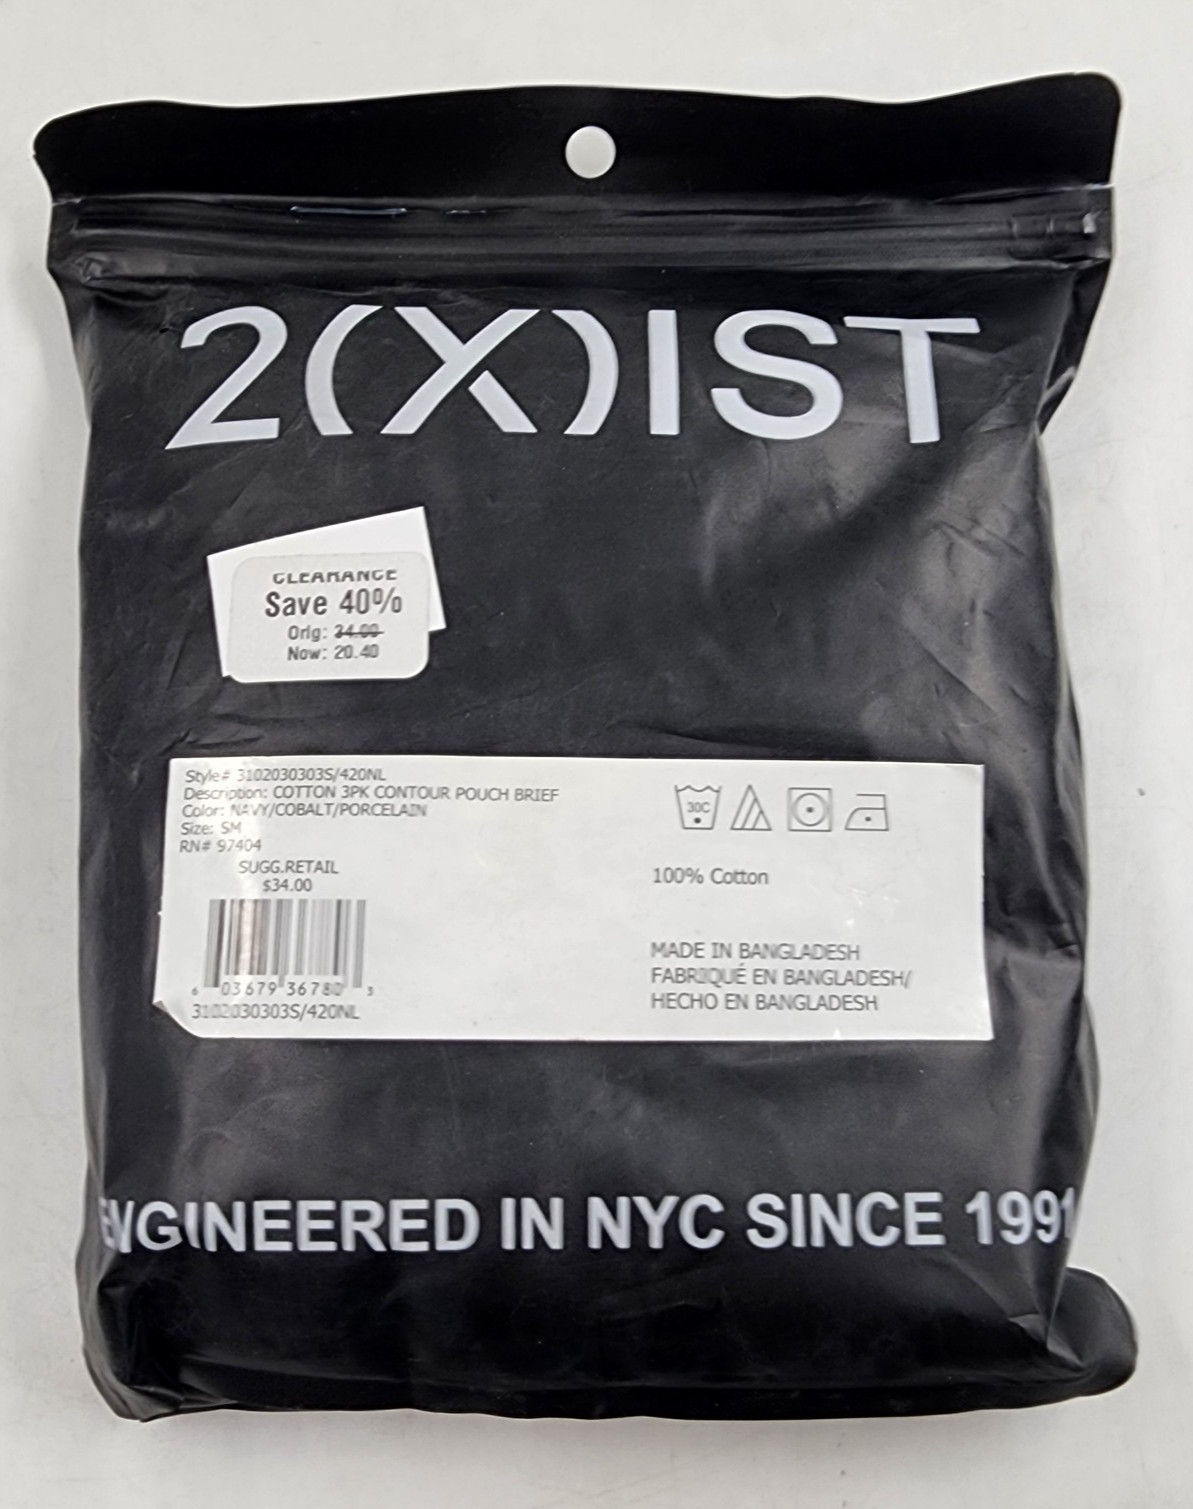 2(X)IST
CLEARANCE
Save 40%
Orig: 34.00
Now: 20.40
Style# 3102030303S/420NL
Description: COTTON 3PK CONTOUR POUCH BRIEF
Color: NAVY/COBALT/PORCELAIN
Size: SM
RN# 97404
SUGG.RETAIL
$34.00
6 03679 36780 3
3102030303S/420NL
30C
100% Cotton
MADE IN BANGLADESH
FABRIQUÉ EN BANGLADESH/
HECHO EN BANGLADESH
ENGINEERED IN NYC SINCE 1991